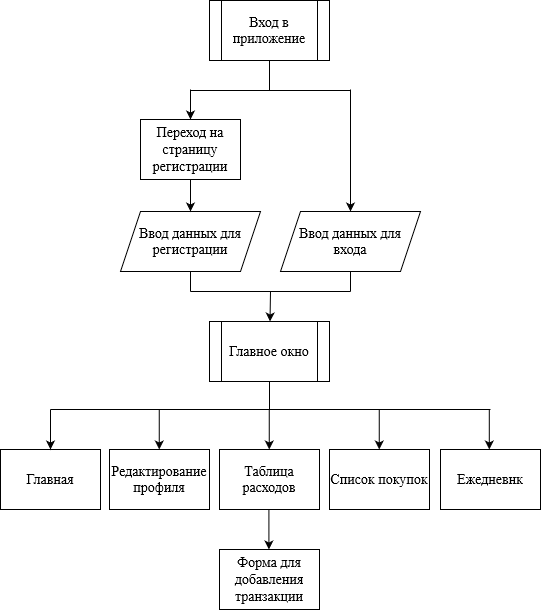 Вход в
приложение
Переход на
страницу
регистрации
Ввод данных для
регистрации
Ввод данных для
входа
Главное окно
Главная
Редактирование
профиля
Таблица
расходов
Список покупок
Ежедневнк
Форма для
добавления
транзакции